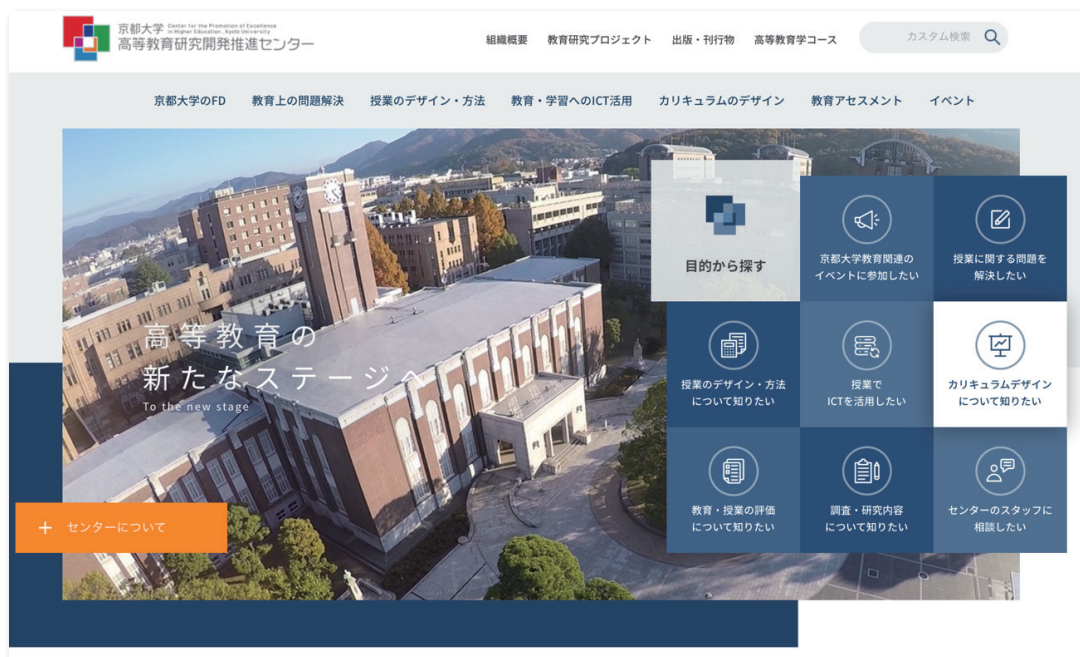 京都大学 Center for the Promotion of Excellence
in Higher Education, Kyoto University
高等教育研究開発推進センター
組織概要 教育研究プロジェクト 出版・刊行物 高等教育学コース カスタム検索
京都大学のFD 教育上の問題解決 授業のデザイン・方法 教育・学習へのICT活用 カリキュラムのデザイン 教育アセスメント イベント
高等教育の
新たなステージへ
To the new stage
センターについて
目的から探す
京都大学教育関連の
イベントに参加したい
授業に関する問題を
解決したい
授業のデザイン・方法
について知りたい
授業で
ICTを活用したい
カリキュラムデザイン
について知りたい
教育・授業の評価
について知りたい
調査・研究内容
について知りたい
センターのスタッフに
相談したい